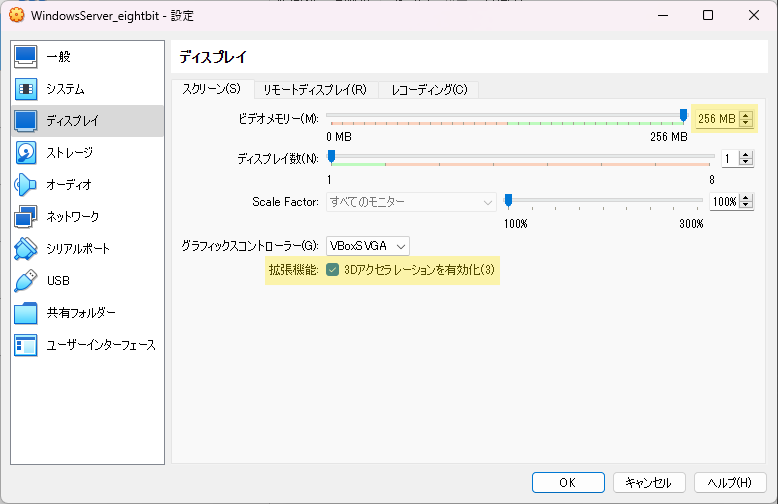 WindowsServer_eightbit - 設定
一般
システム
ディスプレイ
ストレージ
オーディオ
ネットワーク
シリアルポート
USB
共有フォルダー
ユーザーインターフェース
ディスプレイ
スクリーン(S) リモートディスプレイ(R) レコーディング(C)
ビデオメモリー(M): 256 MB
0 MB 256 MB
ディスプレイ数(N): 1
1 8
Scale Factor: すべてのモニター 100%
100% 300%
グラフィックスコントローラー(G): VBoxSVGA
拡張機能: 3Dアクセラレーションを有効化(3)
OK キャンセル ヘルプ(H)